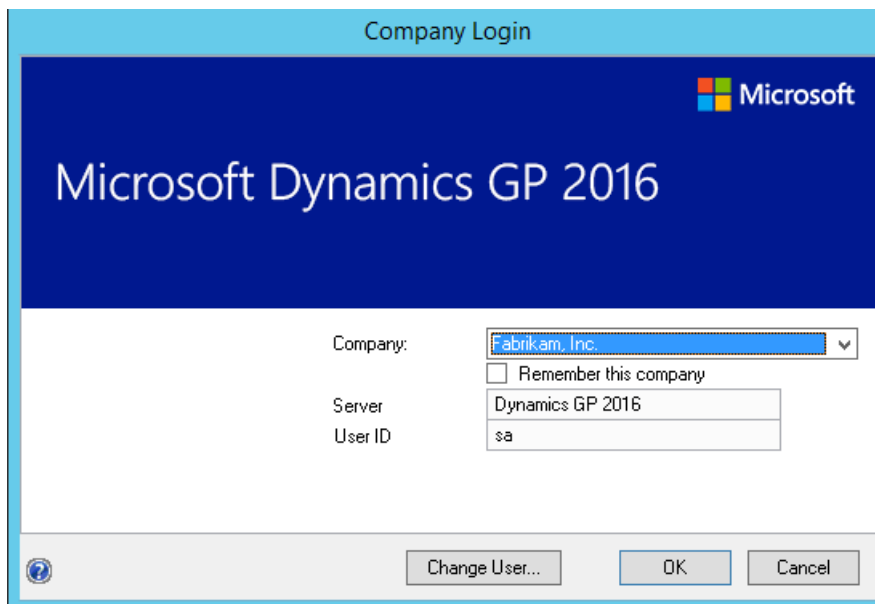 Company Login
Microsoft
Microsoft Dynamics GP 2016
Company:
Fabrikam, Inc.
Remember this company
Server
Dynamics GP 2016
User ID
sa
?
Change User...
OK
Cancel